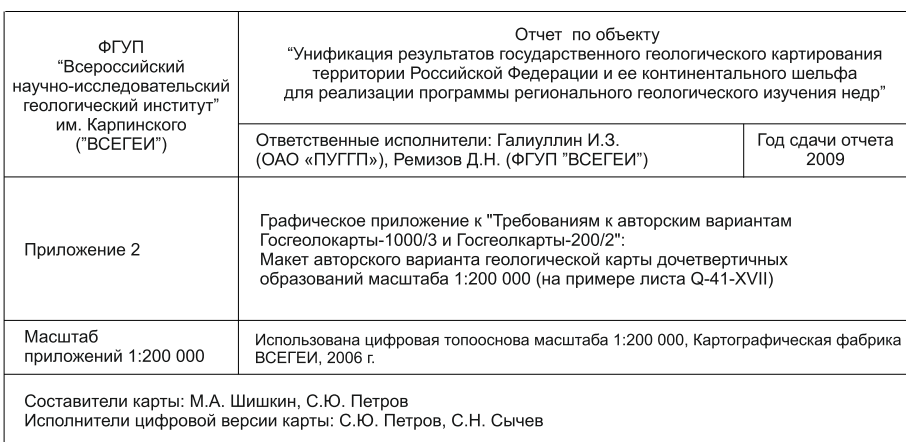 ФГУП
“Всероссийский
научно-исследовательский
геологический институт”
им. Карпинского
(”ВСЕГЕИ”)
Отчет по объекту
“Унификация результатов государственного геологического картирования
территории Российской Федерации и ее континентального шельфа
для реализации программы регионального геологического изучения недр”
Ответственные исполнители: Галиуллин И.З.
(ОАО «ПУГГП»), Ремизов Д.Н. (ФГУП ”ВСЕГЕИ”)
Год сдачи отчета
2009
Приложение 2
Графическое приложение к "Требованиям к авторским вариантам
Госгеолокарты-1000/3 и Госгеолкарты-200/2":
Макет авторского варианта геологической карты дочетвертичных
образований масштаба 1:200 000 (на примере листа Q-41-XVII)
Масштаб
приложений 1:200 000
Использована цифровая топооснова масштаба 1:200 000, Картографическая фабрика
ВСЕГЕИ, 2006 г.
Составители карты: М.А. Шишкин, С.Ю. Петров
Исполнители цифровой версии карты: С.Ю. Петров, С.Н. Сычев